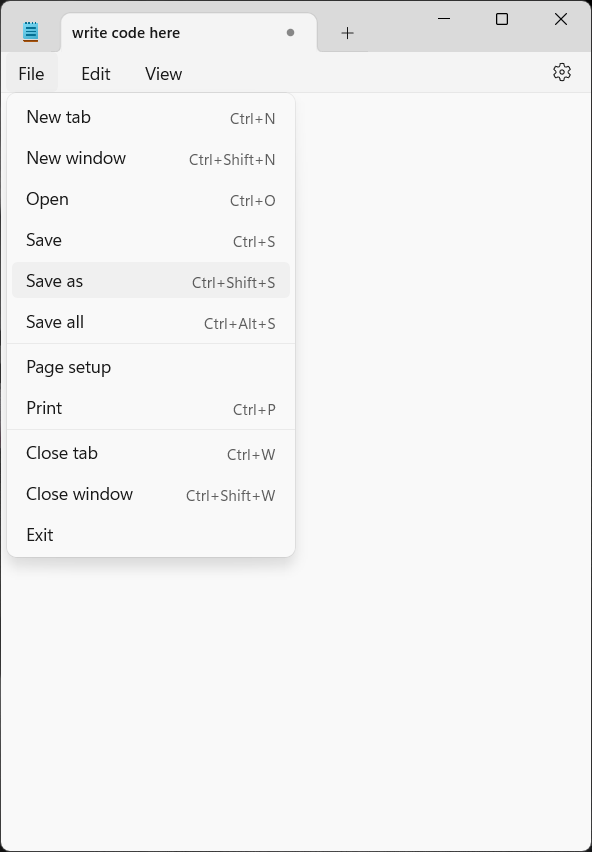 write code here
File Edit View
New tab Ctrl+N
New window Ctrl+Shift+N
Open Ctrl+O
Save Ctrl+S
Save as Ctrl+Shift+S
Save all Ctrl+Alt+S
Page setup
Print Ctrl+P
Close tab Ctrl+W
Close window Ctrl+Shift+W
Exit